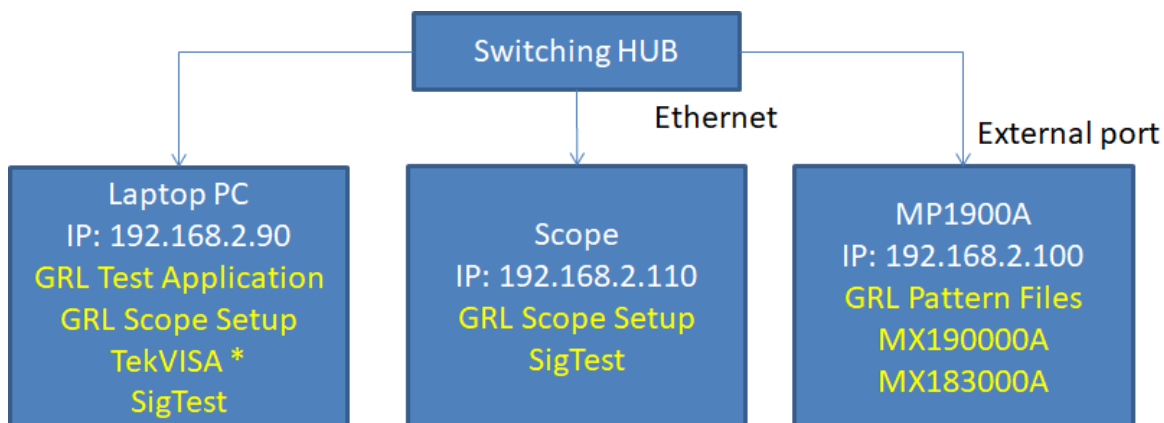 Switching HUB
Ethernet
External port
Laptop PC
IP: 192.168.2.90
GRL Test Application
GRL Scope Setup
TekVISA *
SigTest
Scope
IP: 192.168.2.110
GRL Scope Setup
SigTest
MP1900A
IP: 192.168.2.100
GRL Pattern Files
MX190000A
MX183000A